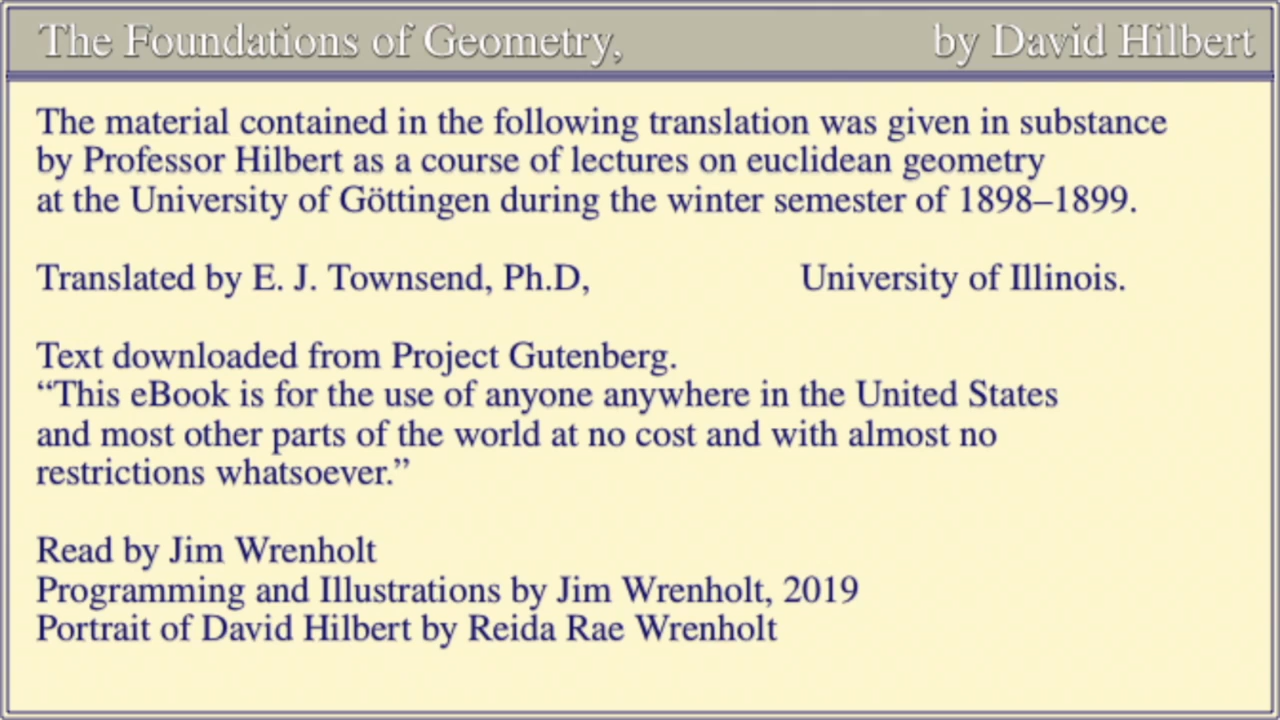 The Foundations of Geometry, by David Hilbert
The material contained in the following translation was given in substance
by Professor Hilbert as a course of lectures on euclidean geometry
at the University of Göttingen during the winter semester of 1898–1899.
Translated by E. J. Townsend, Ph.D, University of Illinois.
Text downloaded from Project Gutenberg.
“This eBook is for the use of anyone anywhere in the United States
and most other parts of the world at no cost and with almost no
restrictions whatsoever.”
Read by Jim Wrenholt
Programming and Illustrations by Jim Wrenholt, 2019
Portrait of David Hilbert by Reida Rae Wrenholt